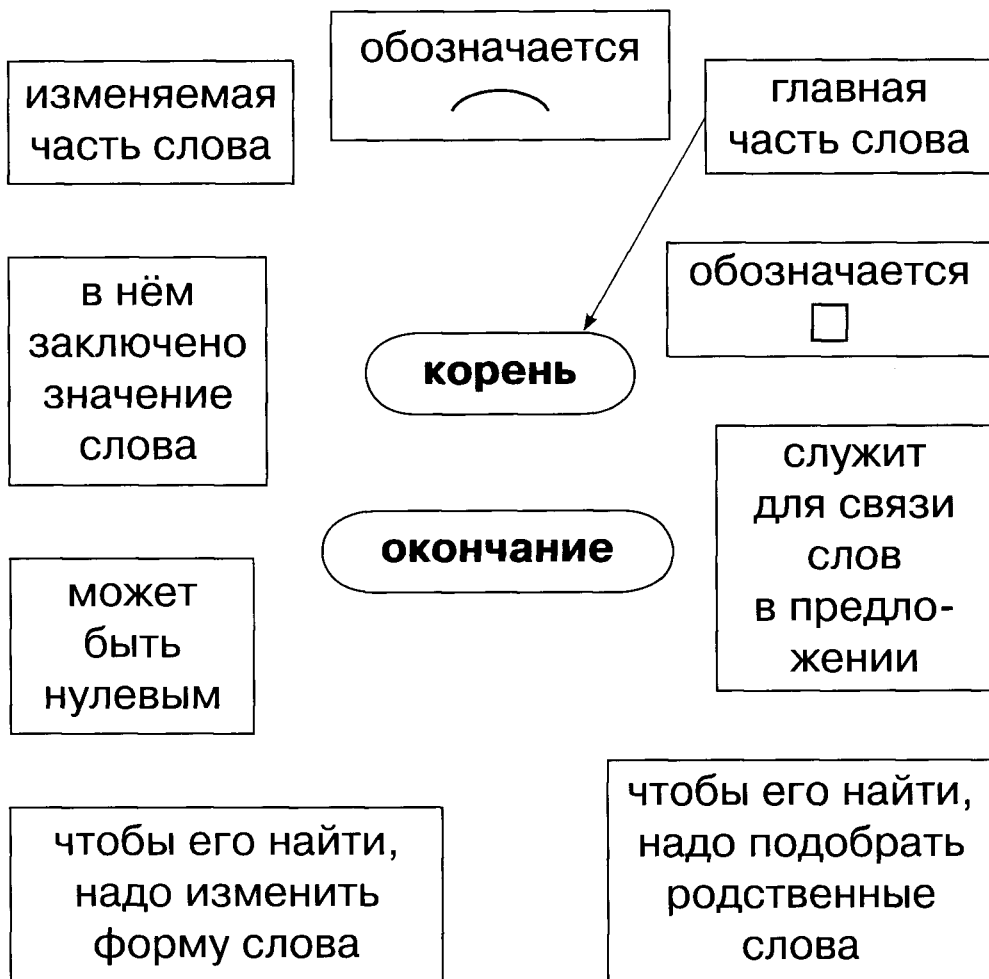 обозначается
изменяемая
часть слова
главная
часть слова
обозначается
в нём
заключено
значение
слова
корень
служит
для связи
слов
в предло-
жении
окончание
может
быть
нулевым
чтобы его найти,
надо изменить
форму слова
чтобы его найти,
надо подобрать
родственные
слова